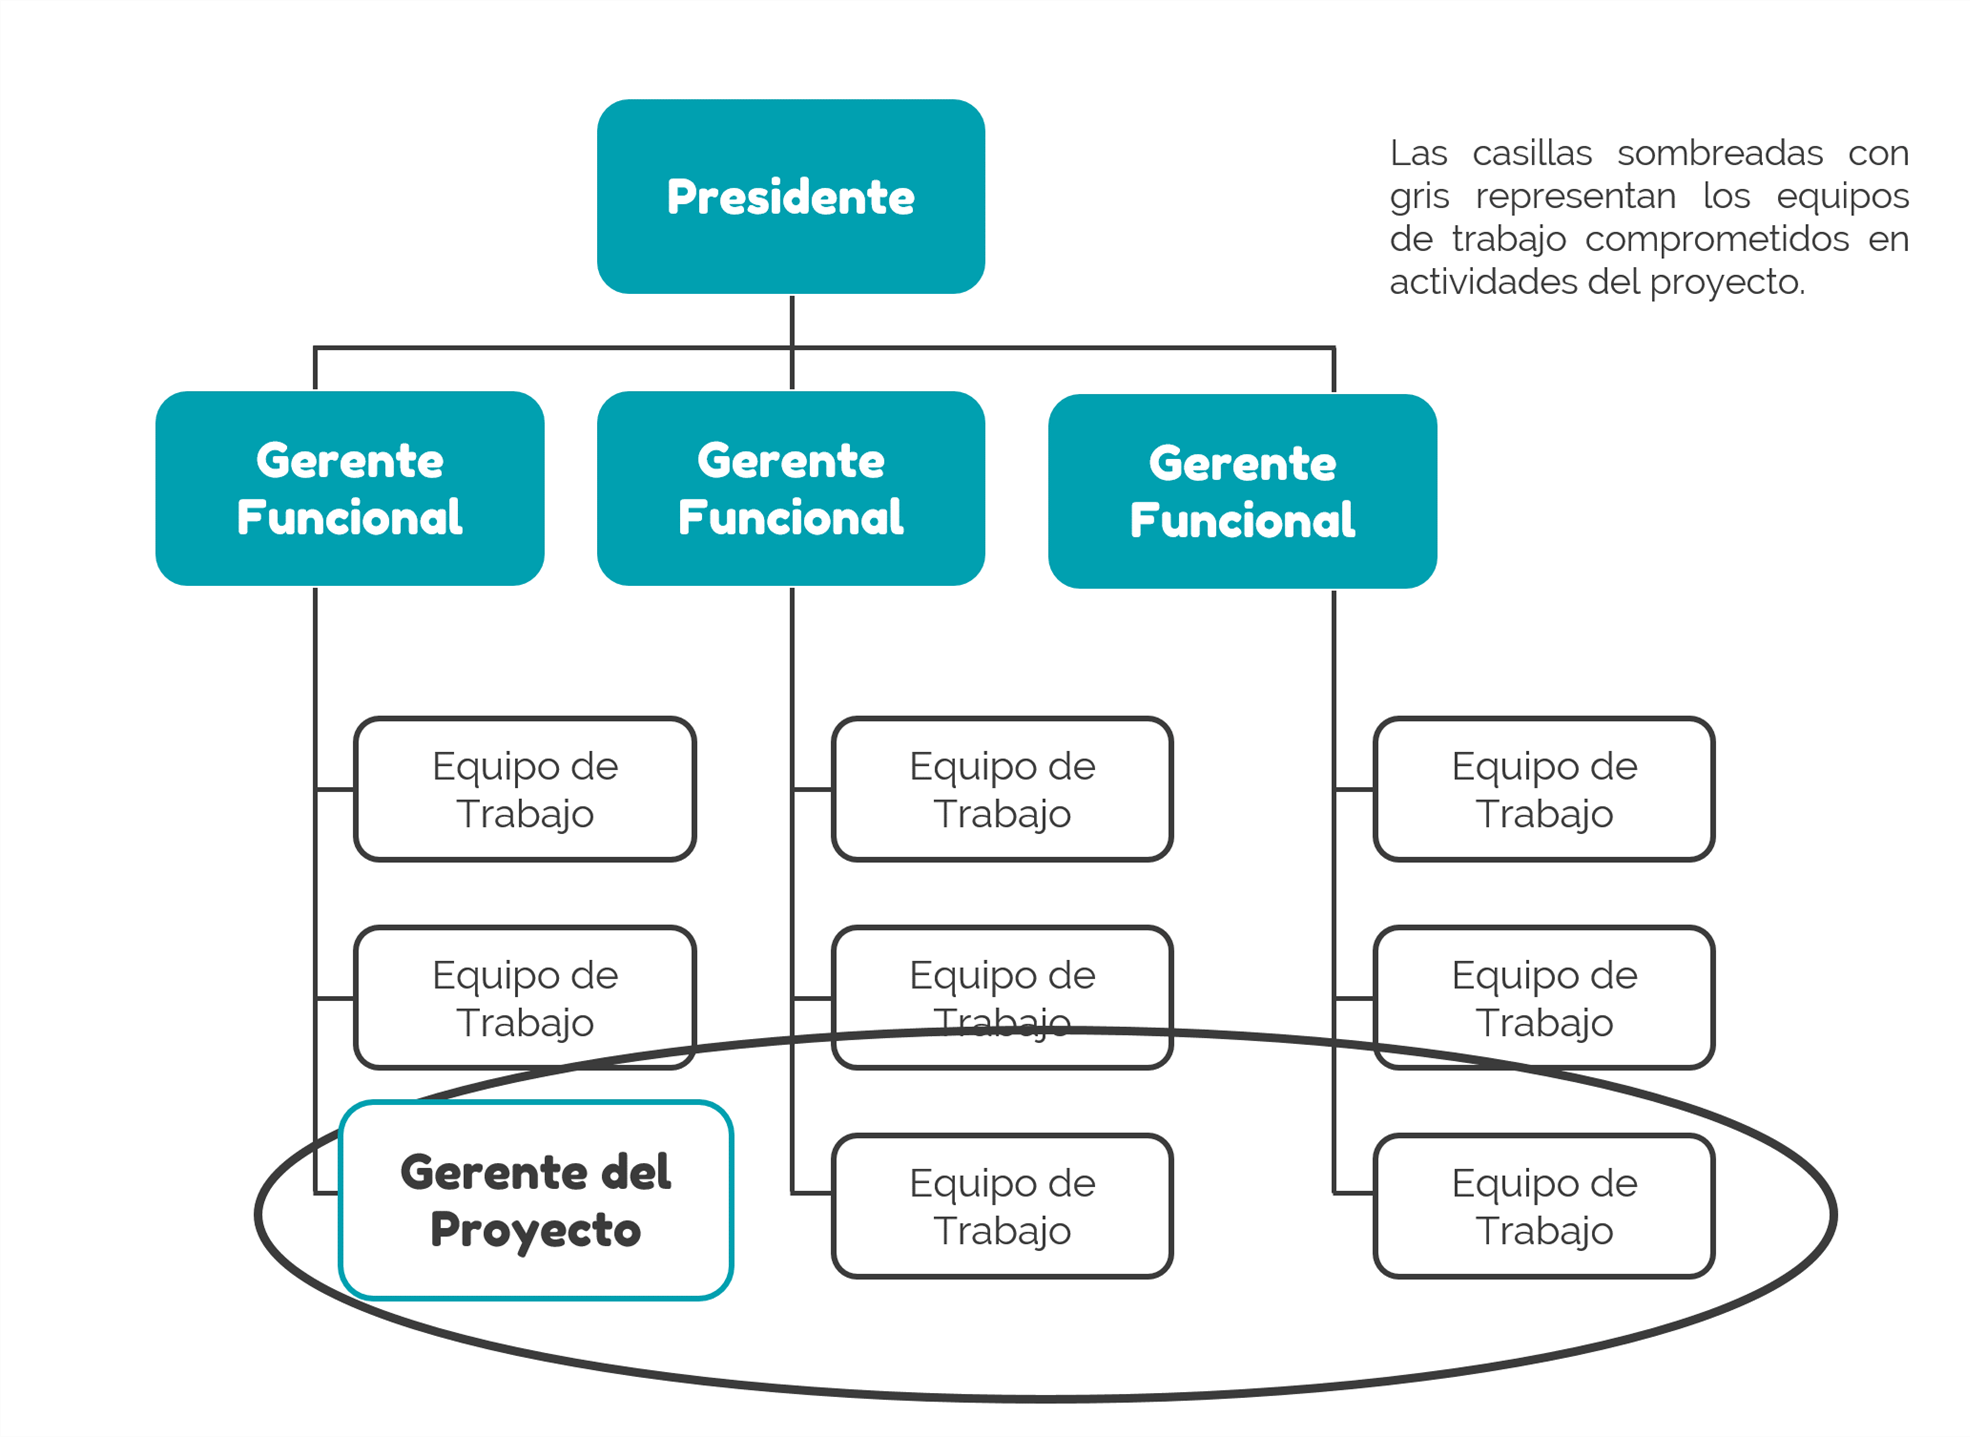 Presidente
Las casillas sombreadas con
gris representan los equipos
de trabajo comprometidos en
actividades del proyecto.
Gerente
Funcional
Gerente
Funcional
Gerente
Funcional
Equipo de
Trabajo
Equipo de
Trabajo
Equipo de
Trabajo
Equipo de
Trabajo
Equipo de
Trabajo
Equipo de
Trabajo
Gerente del
Proyecto
Equipo de
Trabajo
Equipo de
Trabajo